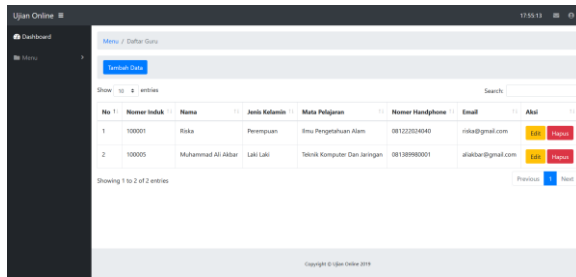 Ujian Online
17:55:13
Dashboard
Menu
Menu / Daftar Guru
Tambah Data
Show 10 entries
Search:
No Nomer Induk Nama Jenis Kelamin Mata Pelajaran Nomer Handphone Email Aksi
1 100001 Riska Perempuan Ilmu Pengetahuan Alam 081222024040 riska@gmail.com Edit Hapus
2 100005 Muhammad Ali Akbar Laki Laki Teknik Komputer Dan Jaringan 081389980001 aliakbar@gmail.com Edit Hapus
Showing 1 to 2 of 2 entries
Previous 1 Next
Copyright © Ujian Online 2019